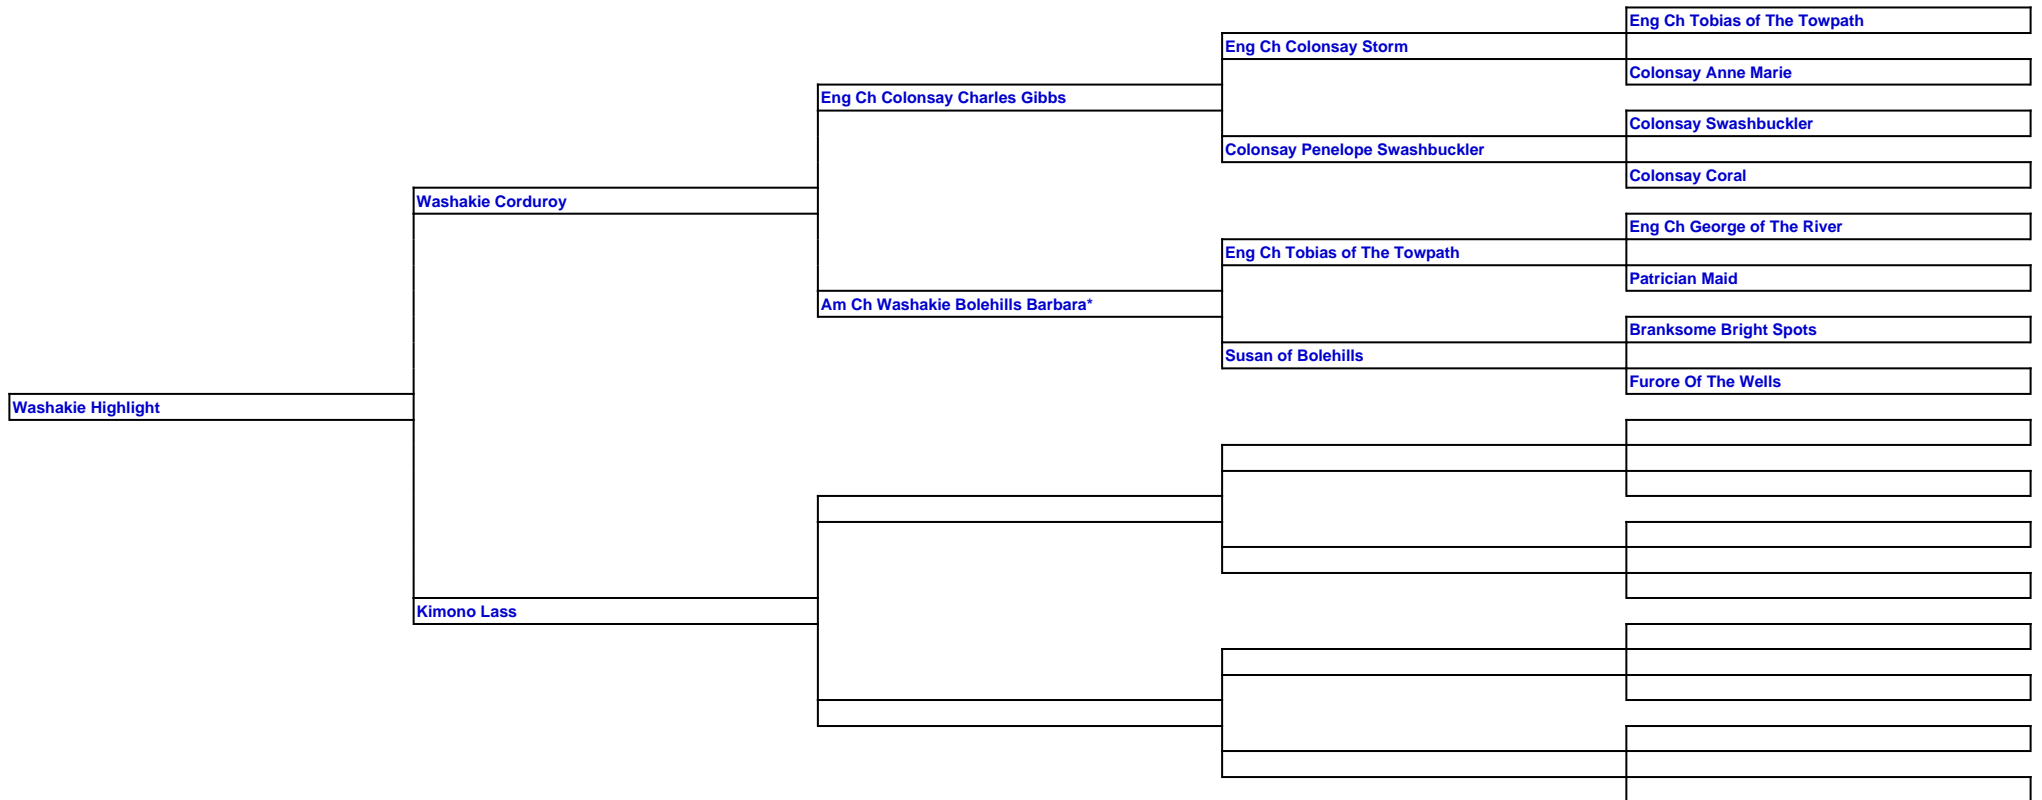 Eng Ch Tobias of The Towpath
Eng Ch Colonsay Storm
Colonsay Anne Marie
Eng Ch Colonsay Charles Gibbs
Colonsay Swashbuckler
Colonsay Penelope Swashbuckler
Colonsay Coral
Washakie Corduroy
Eng Ch George of The River
Eng Ch Tobias of The Towpath
Patrician Maid
Am Ch Washakie Bolehills Barbara*
Branksome Bright Spots
Susan of Bolehills
Furore Of The Wells
Washakie Highlight
Kimono Lass